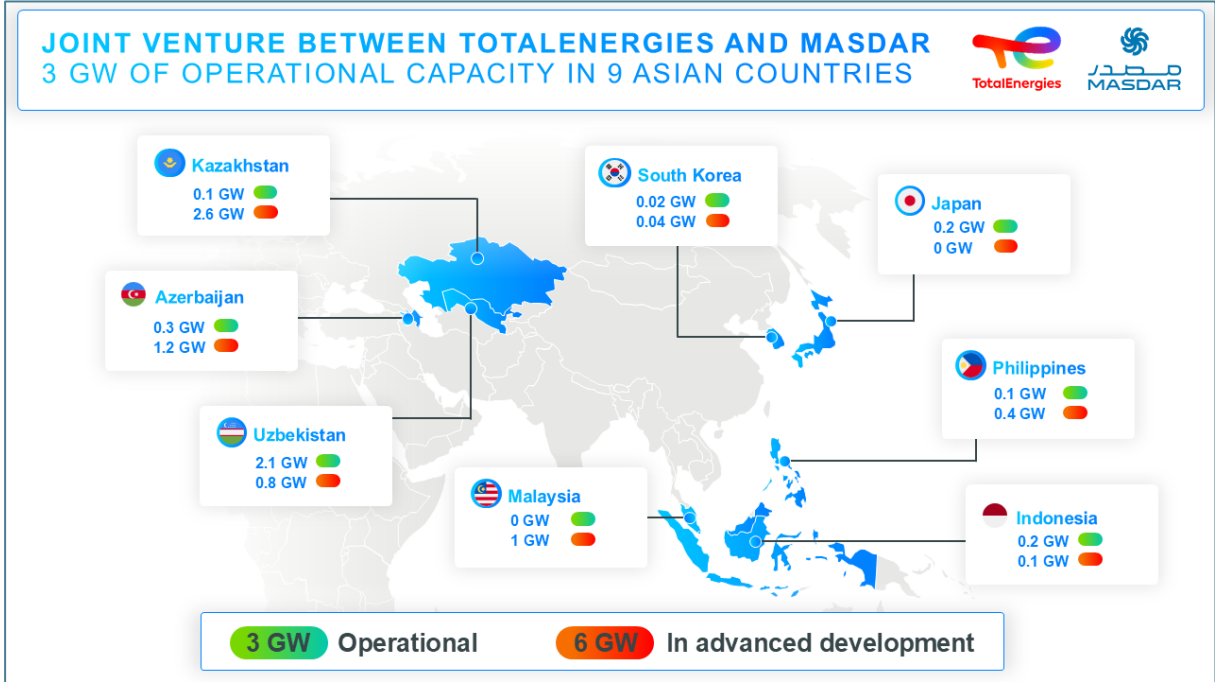 JOINT VENTURE BETWEEN TOTALENERGIES AND MASDAR
3 GW OF OPERATIONAL CAPACITY IN 9 ASIAN COUNTRIES
TotalEnergies
مصدر
MASDAR
Kazakhstan
0.1 GW
2.6 GW
South Korea
0.02 GW
0.04 GW
Japan
0.2 GW
0 GW
Azerbaijan
0.3 GW
1.2 GW
Philippines
0.1 GW
0.4 GW
Uzbekistan
2.1 GW
0.8 GW
Malaysia
0 GW
1 GW
Indonesia
0.2 GW
0.1 GW
3 GW Operational
6 GW In advanced development